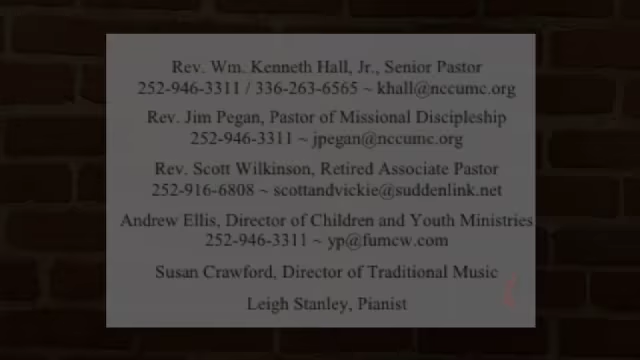 Rev. Wm. Kenneth Hall, Jr., Senior Pastor
252-946-3311 / 336-263-6565 ~ khall@nccumc.org
Rev. Jim Pegan, Pastor of Missional Discipleship
252-946-3311 ~ jpegan@nccumc.org
Rev. Scott Wilkinson, Retired Associate Pastor
252-916-6808 ~ scottandvickie@suddenlink.net
Andrew Ellis, Director of Children and Youth Ministries
252-946-3311 ~ yp@fumcw.com
Susan Crawford, Director of Traditional Music
Leigh Stanley, Pianist